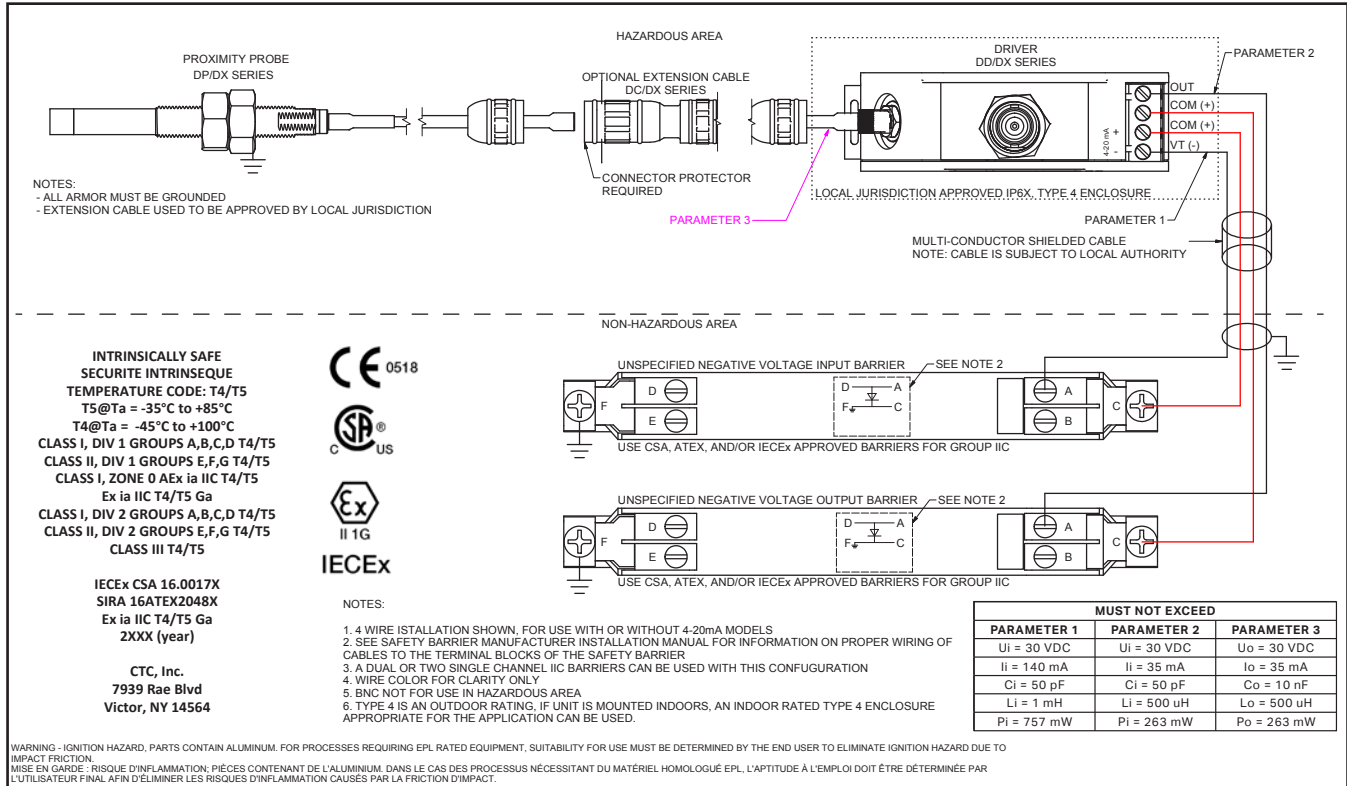 HAZARDOUS AREA
PROXIMITY PROBE
DP/DX SERIES
OPTIONAL EXTENSION CABLE
DC/DX SERIES
DRIVER
DD/DX SERIES
PARAMETER 2
OUT
COM (+)
COM (+)
VT (-)
4-20 mA
+
-
CONNECTOR PROTECTOR
REQUIRED
NOTES:
- ALL ARMOR MUST BE GROUNDED
- EXTENSION CABLE USED TO BE APPROVED BY LOCAL JURISDICTION
LOCAL JURISDICTION APPROVED IP6X, TYPE 4 ENCLOSURE
PARAMETER 3
PARAMETER 1
MULTI-CONDUCTOR SHIELDED CABLE
NOTE: CABLE IS SUBJECT TO LOCAL AUTHORITY
NON-HAZARDOUS AREA
INTRINSICALLY SAFE
SECURITE INTRINSEQUE
TEMPERATURE CODE: T4/T5
T5@Ta = -35°C to +85°C
T4@Ta = -45°C to +100°C
CLASS I, DIV 1 GROUPS A,B,C,D T4/T5
CLASS II, DIV 1 GROUPS E,F,G T4/T5
CLASS I, ZONE 0 AEx ia IIC T4/T5
Ex ia IIC T4/T5 Ga
CLASS I, DIV 2 GROUPS A,B,C,D T4/T5
CLASS II, DIV 2 GROUPS E,F,G T4/T5
CLASS III T4/T5
IECEx CSA 16.0017X
SIRA 16ATEX2048X
Ex ia IIC T4/T5 Ga
2XXX (year)
CTC, Inc.
7939 Rae Blvd
Victor, NY 14564
CE 0518
SA ®
C US
Ex
II 1G
IECEx
UNSPECIFIED NEGATIVE VOLTAGE INPUT BARRIER
SEE NOTE 2
F
D
E
D A
F C
A
B
C
USE CSA, ATEX, AND/OR IECEx APPROVED BARRIERS FOR GROUP IIC
UNSPECIFIED NEGATIVE VOLTAGE OUTPUT BARRIER
SEE NOTE 2
F
D
E
D A
F C
A
B
C
USE CSA, ATEX, AND/OR IECEx APPROVED BARRIERS FOR GROUP IIC
NOTES:
1. 4 WIRE ISTALLATION SHOWN, FOR USE WITH OR WITHOUT 4-20mA MODELS
2. SEE SAFETY BARRIER MANUFACTURER INSTALLATION MANUAL FOR INFORMATION ON PROPER WIRING OF
CABLES TO THE TERMINAL BLOCKS OF THE SAFETY BARRIER
3. A DUAL OR TWO SINGLE CHANNEL IIC BARRIERS CAN BE USED WITH THIS CONFUGURATION
4. WIRE COLOR FOR CLARITY ONLY
5. BNC NOT FOR USE IN HAZARDOUS AREA
6. TYPE 4 IS AN OUTDOOR RATING, IF UNIT IS MOUNTED INDOORS, AN INDOOR RATED TYPE 4 ENCLOSURE
APPROPRIATE FOR THE APPLICATION CAN BE USED.
MUST NOT EXCEED
PARAMETER 1 PARAMETER 2 PARAMETER 3
Ui = 30 VDC Ui = 30 VDC Uo = 30 VDC
Ii = 140 mA Ii = 35 mA Io = 35 mA
Ci = 50 pF Ci = 50 pF Co = 10 nF
Li = 1 mH Li = 500 uH Lo = 500 uH
Pi = 757 mW Pi = 263 mW Po = 263 mW
WARNING - IGNITION HAZARD, PARTS CONTAIN ALUMINUM. FOR PROCESSES REQUIRING EPL RATED EQUIPMENT, SUITABILITY FOR USE MUST BE DETERMINED BY THE END USER TO ELIMINATE IGNITION HAZARD DUE TO
IMPACT FRICTION.
MISE EN GARDE : RISQUE D'INFLAMMATION; PIÈCES CONTENANT DE L'ALUMINIUM. DANS LE CAS DES PROCESSUS NÉCESSITANT DU MATÉRIEL HOMOLOGUÉ EPL, L'APTITUDE À L'EMPLOI DOIT ÊTRE DÉTERMINÉE PAR
L'UTILISATEUR FINAL AFIN D'ÉLIMINER LES RISQUES D'INFLAMMATION CAUSÉS PAR LA FRICTION D'IMPACT.